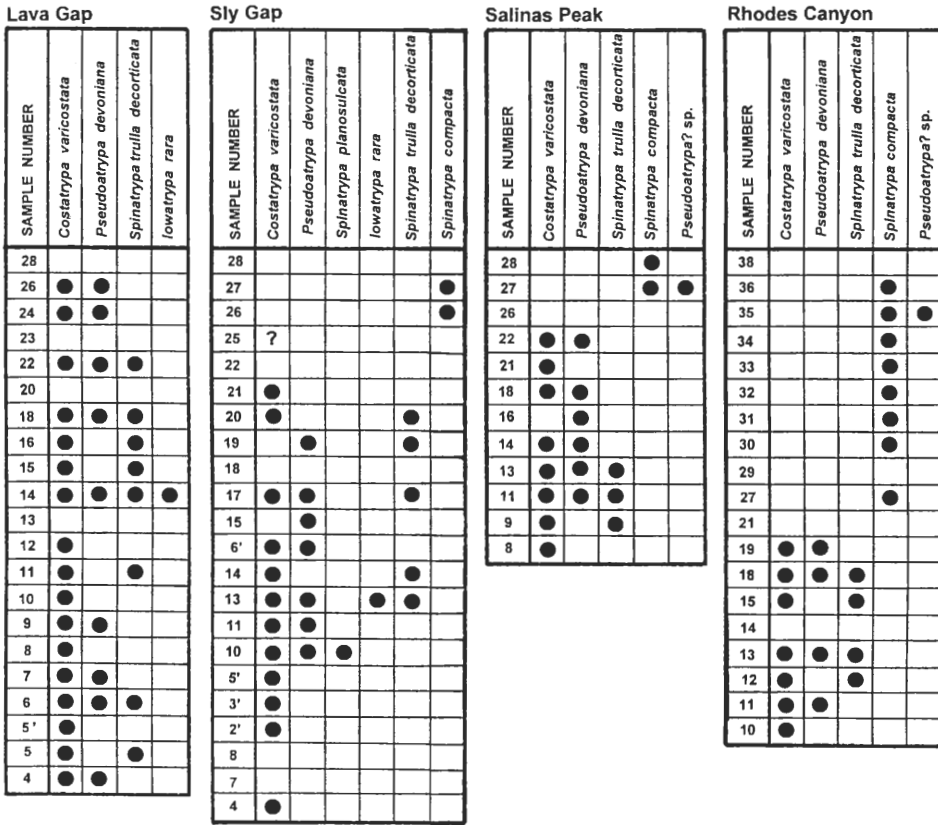 Lava Gap
SAMPLE NUMBER
Costatrypa varicostata
Pseudoatrypa devoniana
Spinatrypa trulla decorticata
Iowatrypa rara
28
26
24
23
22
20
18
16
15
14
13
12
11
10
9
8
7
6
5'
5
4
Sly Gap
SAMPLE NUMBER
Costatrypa varicostata
Pseudoatrypa devoniana
Spinatrypa planosulcata
Iowatrypa rara
Spinatrypa trulla decorticata
Spinatrypa compacta
28
27
26
25 ?
22
21
20
19
18
17
15
6'
14
13
11
10
5'
3'
2'
8
7
4
Salinas Peak
SAMPLE NUMBER
Costatrypa varicostata
Pseudoatrypa devoniana
Spinatrypa trulla decorticata
Spinatrypa compacta
Pseudoatrypa? sp.
28
27
26
22
21
18
16
14
13
11
9
8
Rhodes Canyon
SAMPLE NUMBER
Costatrypa varicostata
Pseudoatrypa devoniana
Spinatrypa trulla decorticata
Spinatrypa compacta
Pseudoatrypa? sp.
38
36
35
34
33
32
31
30
29
27
21
19
18
15
14
13
12
11
10